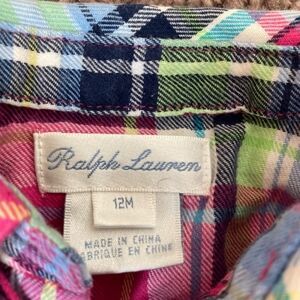 Ralph Lauren
12M
MADE IN CHINA
FABRIQUE EN CHINE